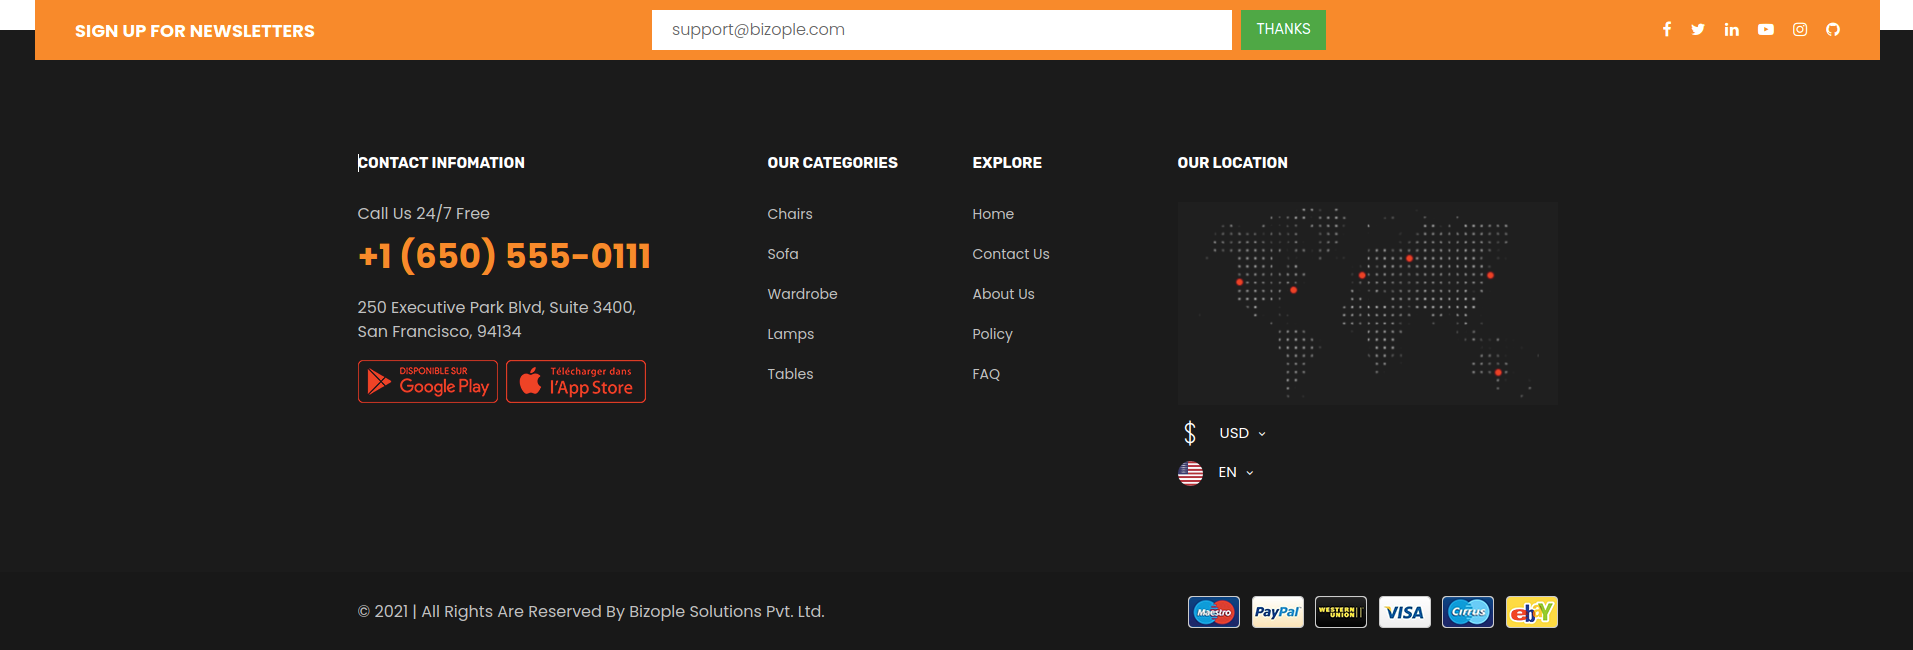 SIGN UP FOR NEWSLETTERS
support@bizople.com
THANKS
CONTACT INFOMATION
Call Us 24/7 Free
+1 (650) 555-0111
250 Executive Park Blvd, Suite 3400,
San Francisco, 94134
DISPONIBLE SUR
Google Play
Télécharger dans
l'App Store
OUR CATEGORIES
Chairs
Sofa
Wardrobe
Lamps
Tables
EXPLORE
Home
Contact Us
About Us
Policy
FAQ
OUR LOCATION
$ USD
EN
© 2021 | All Rights Are Reserved By Bizople Solutions Pvt. Ltd.
Maestro
PayPal
WESTERN
UNION
VISA
Cirrus
ebY